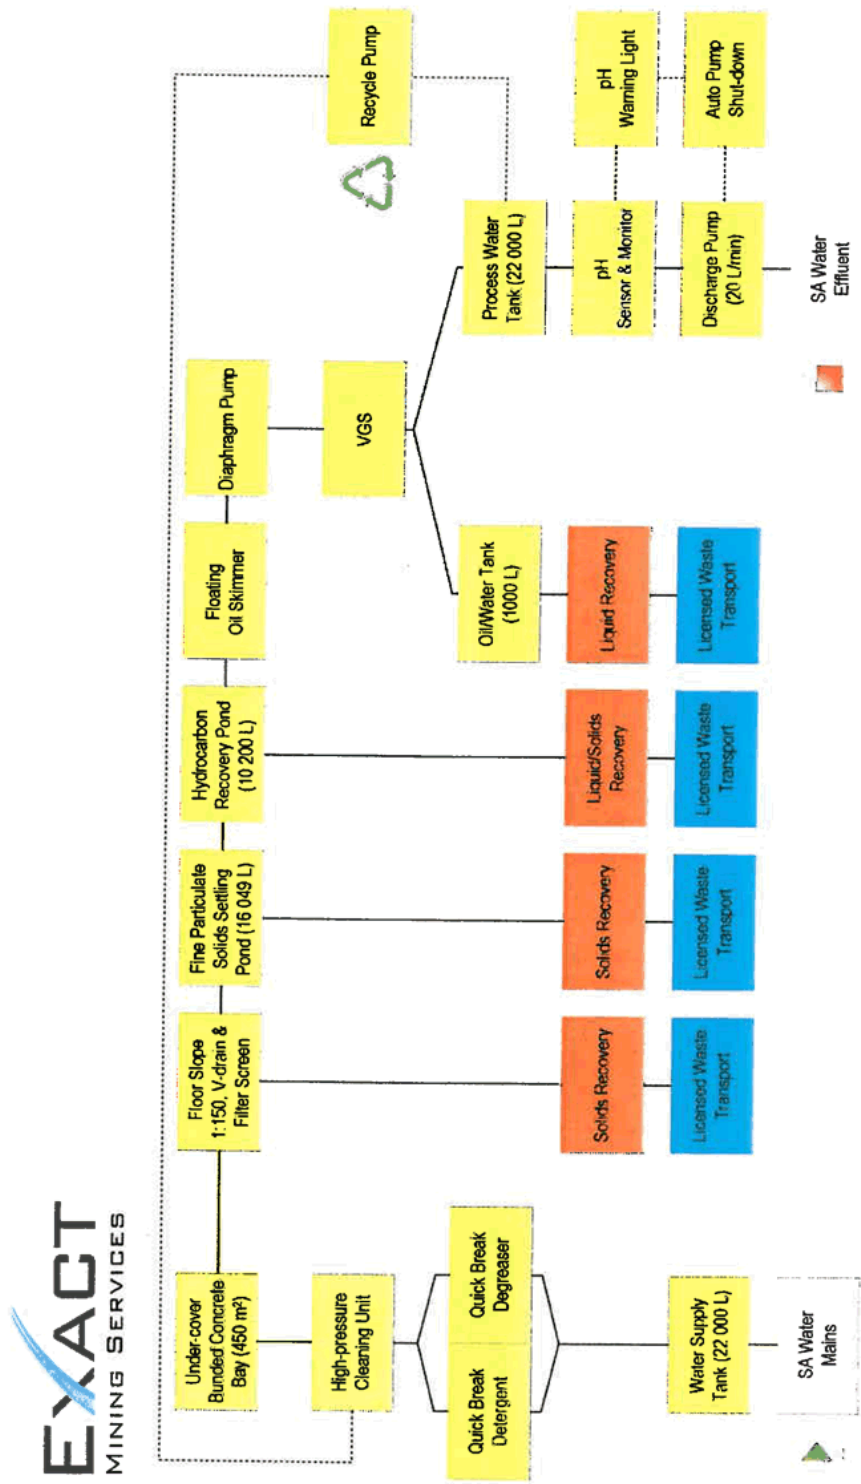 EXACT
MINING SERVICES
Under-cover
Bunded Concrete
Bay (450 m²)
Floor Slope
1:150, V-drain &
Filter Screen
Fine Particulate
Solids Settling
Pond (16 049 L)
Hydrocarbon
Recovery Pond
(10 200 L)
Floating
Oil Skimmer
Diaphragm Pump
High-pressure
Cleaning Unit
VGS
Recycle Pump
Quick Break
Detergent
Quick Break
Degreaser
Oil/Water Tank
(1000 L)
Process Water
Tank (22 000 L)
Solids Recovery
Solids Recovery
Liquid/Solids
Recovery
Liquid Recovery
pH
Sensor & Monitor
pH
Warning Light
Water Supply
Tank (22 000 L)
Licensed Waste
Transport
Licensed Waste
Transport
Licensed Waste
Transport
Licensed Waste
Transport
Discharge Pump
(20 L/min)
Auto Pump
Shut-down
SA Water
Mains
SA Water
Effluent